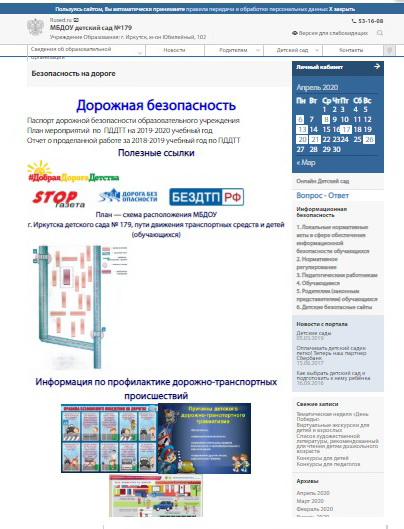 Пользуясь сайтом, Вы автоматически принимаете правила передачи и обработки персональных данных X закрыть
Rused.ru
МБДОУ детский сад №179
Учреждение Образования: г. Иркутск, м-он Юбилейный, 102
53-16-08
Версия для слабовидящих
Сведения об образовательной организации
Новости
Родителям
Детский сад
Контакты
Безопасность на дороге
Дорожная безопасность
Паспорт дорожной безопасности образовательного учреждения
План мероприятий по ПДДТТ на 2019-2020 учебный год
Отчет о проделанной работе за 2018-2019 учебный год по ПДДТТ
Полезные ссылки
#ДобраяДорогаДетства
STOP газета
ДОРОГА БЕЗ ОПАСНОСТИ
БЕЗДТП РФ
План — схема расположения МБДОУ
г. Иркутска детского сада № 179, пути движения транспортных средств и детей
(обучающихся)
Информация по профилактике дорожно-транспортных
происшествий
Причины детского
дорожно-транспортного
травматизма
Личный кабинет
Апрель 2020
Пн Вт Ср Чт Пт Сб Вс
1 2 3 4 5
6 7 8 9 10 11 12
13 14 15 16 17 18 19
20 21 22 23 24 25 26
27 28 29 30
« Мар
Онлайн Детский сад
Вопрос - Ответ
Информационная
безопасность
1. Локальные нормативные
акты в сфере обеспечения
информационной
безопасности обучающихся
2. Нормативное
регулирование
3. Педагогическим работникам
4. Обучающимся
5. Родителям (законным
представителям) обучающихся
6. Детские безопасные сайты
Новости с портала
Детские сады
Оплачивать детский садик
легко! Теперь наш партнер
Сбербанк
Как выбрать детский сад и
подготовить к нему ребенка
Свежие записи
Тематическая неделя «День
Победы»
Виртуальные экскурсии для
детей и взрослых
Список художественной
литературы, рекомендованный
для чтения детям дошкольного
возраста
Конкурсы для детей
Конкурсы для педагогов
Архивы
Апрель 2020
Март 2020
Февраль 2020